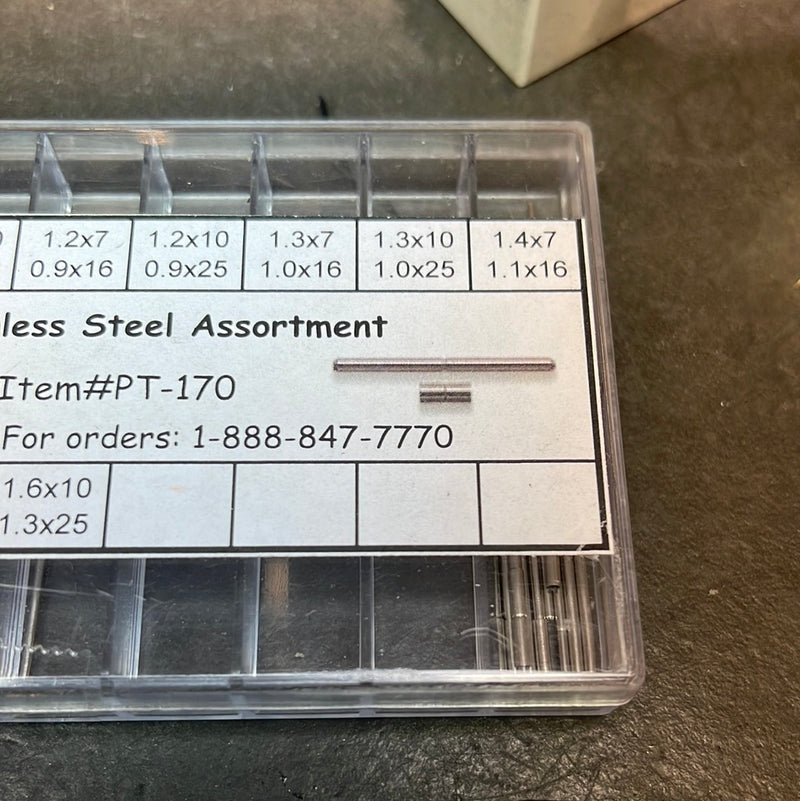 1.2x7 1.2x10 1.3x7 1.3x10 1.4x7
0.9x16 0.9x25 1.0x16 1.0x25 1.1x16
less Steel Assortment
Item#PT-170
For orders: 1-888-847-7770
1.6x10
1.3x25